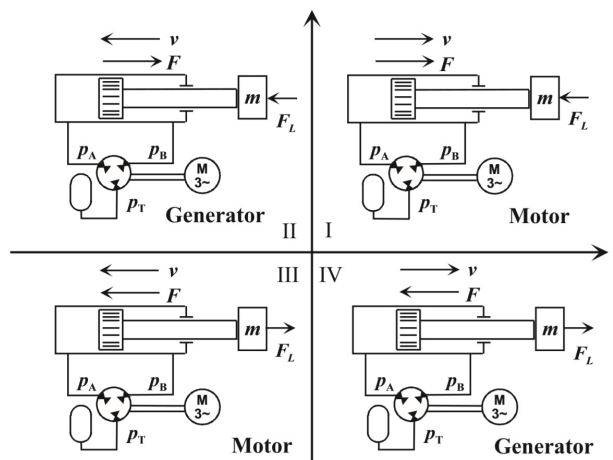 v
F
m
F_L
p_A
p_B
M
3~
p_T
Generator
II
v
F
m
F_L
p_A
p_B
M
3~
p_T
Motor
I
v
F
m
F_L
p_A
p_B
M
3~
p_T
Motor
III
v
F
m
F_L
p_A
p_B
M
3~
p_T
Generator
IV